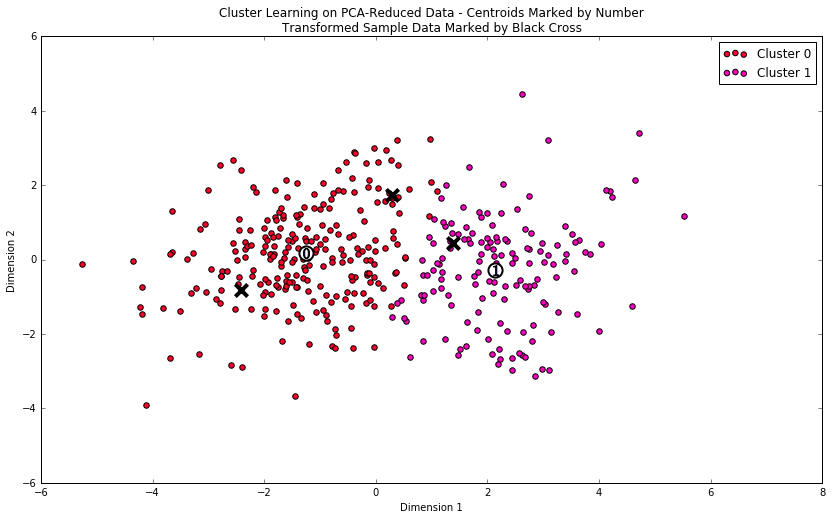 Cluster Learning on PCA-Reduced Data - Centroids Marked by Number
Transformed Sample Data Marked by Black Cross
Cluster 0
Cluster 1
6
4
2
0
−2
−4
−6
Dimension 2
0
1
−6
−4
−2
0
2
4
6
8
Dimension 1